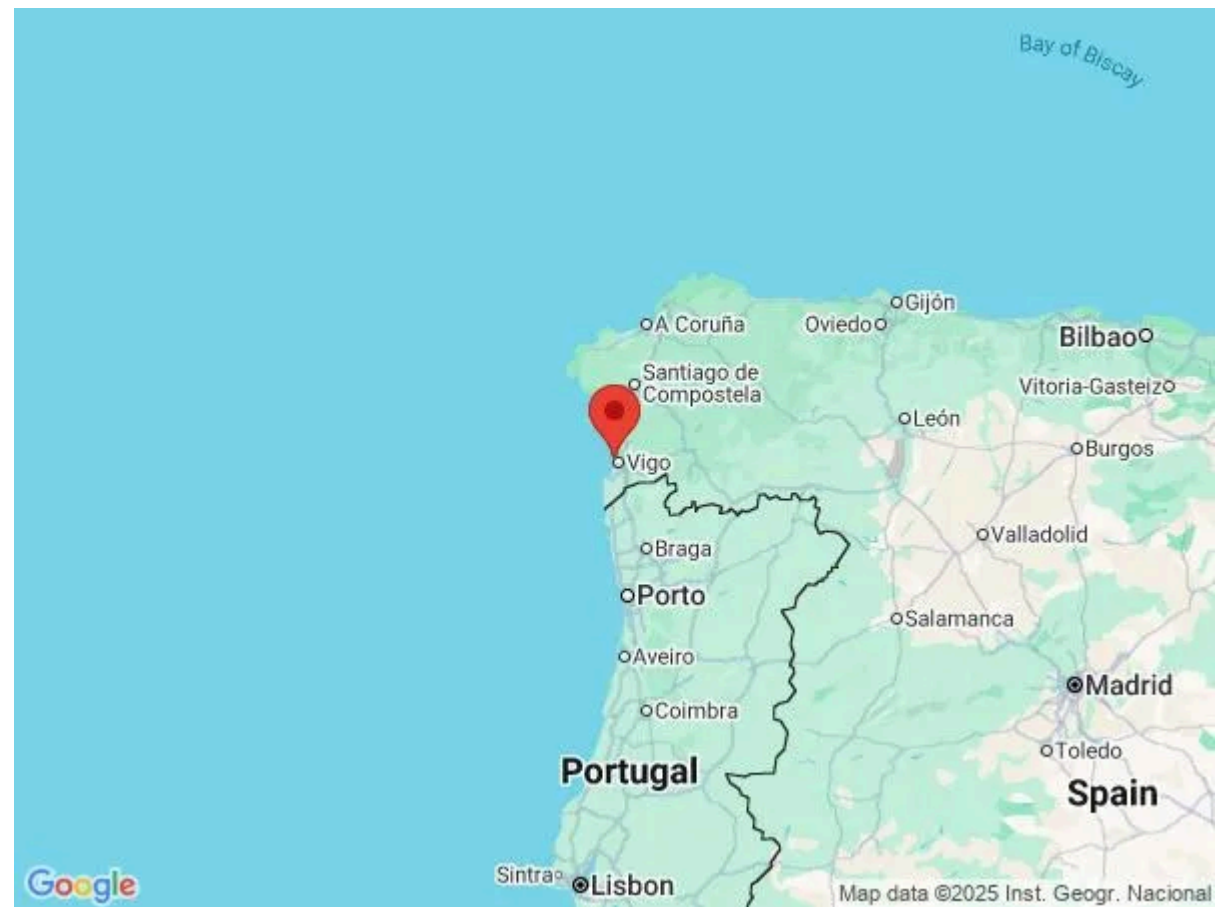 Bay of Biscay
Gijón
A Coruña
Oviedo
Bilbao
Santiago de
Compostela
Vitoria-Gasteiz
León
Burgos
Vigo
Valladolid
Braga
Porto
Salamanca
Aveiro
Madrid
Coimbra
Toledo
Portugal
Spain
Sintra
Lisbon
Google
Map data ©2025 Inst. Geogr. Nacional